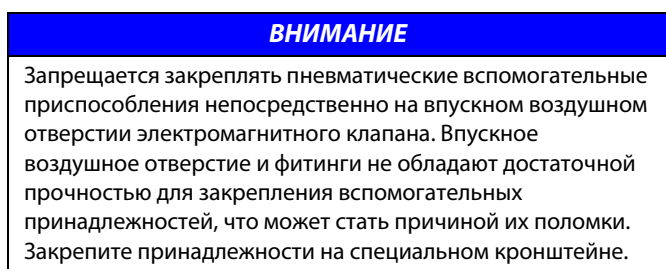 ВНИМАНИЕ
Запрещается закреплять пневматические вспомогательные
приспособления непосредственно на впускном воздушном
отверстии электромагнитного клапана. Впускное
воздушное отверстие и фитинги не обладают достаточной
прочностью для закрепления вспомогательных
принадлежностей, что может стать причиной их поломки.
Закрепите принадлежности на специальном кронштейне.